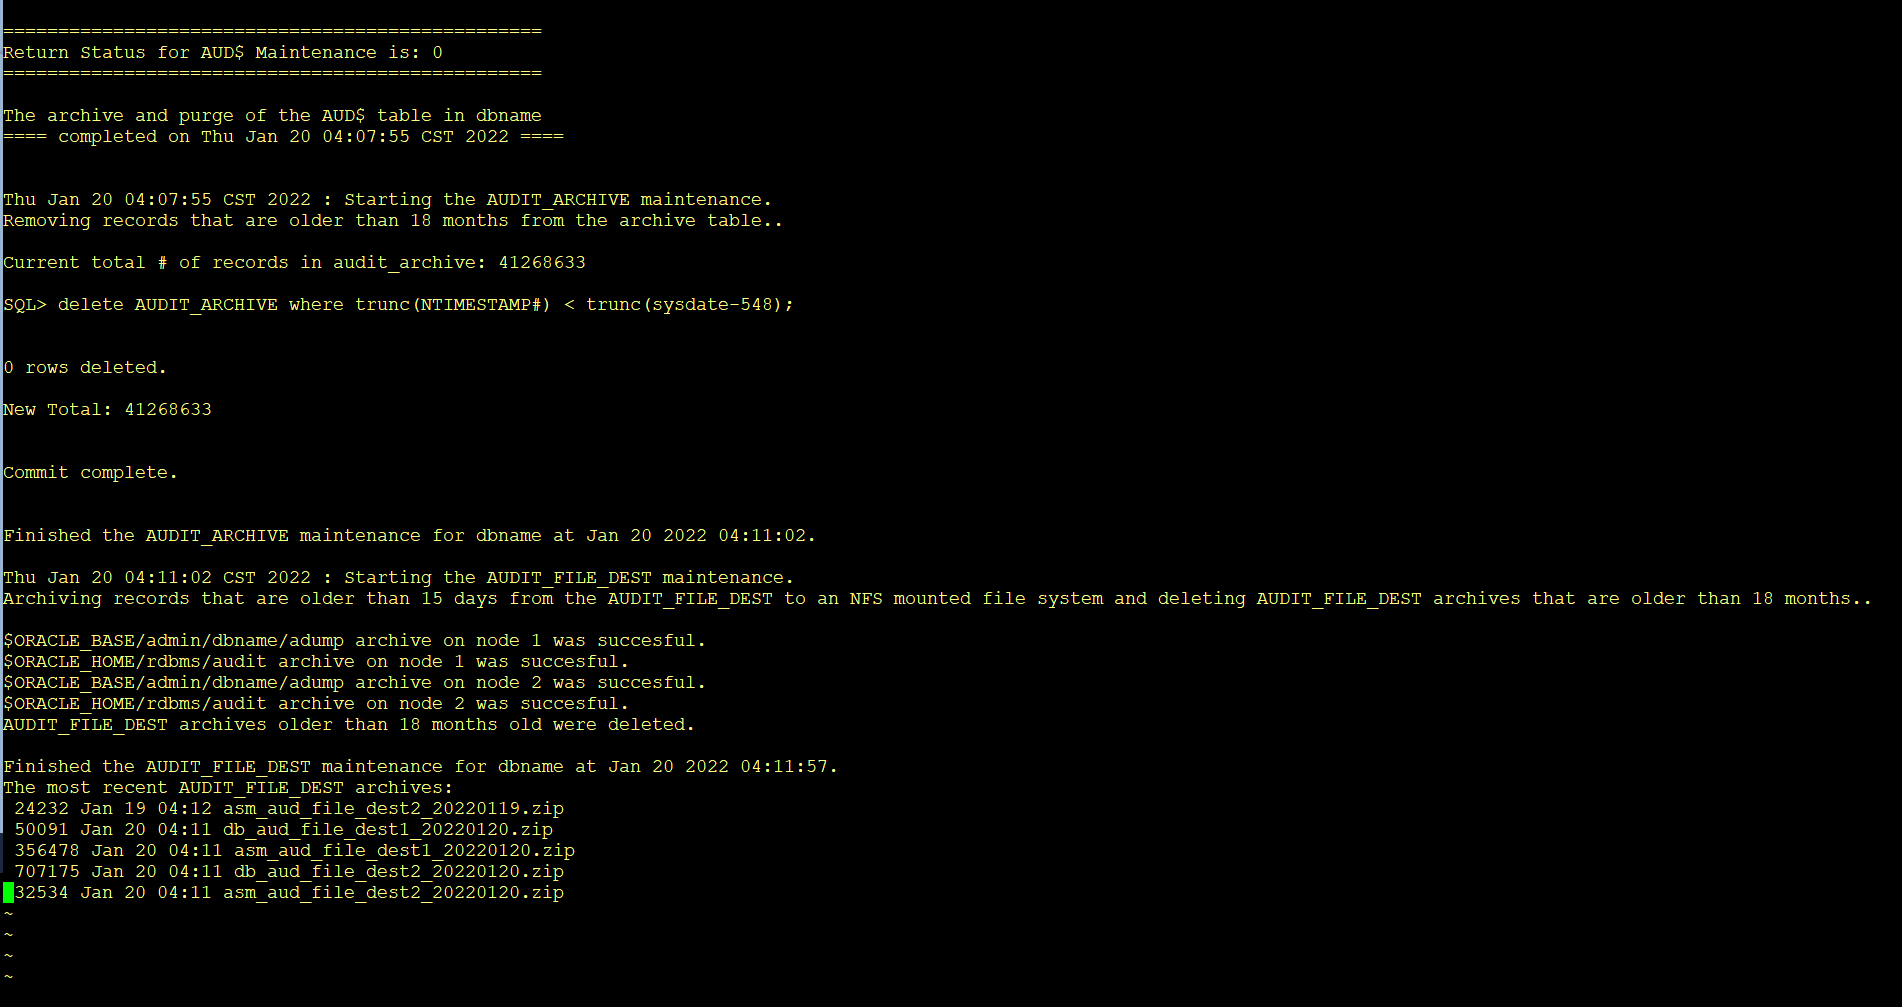 =================================================
Return Status for AUD$ Maintenance is: 0
=================================================
The archive and purge of the AUD$ table in dbname
==== completed on Thu Jan 20 04:07:55 CST 2022 ====
Thu Jan 20 04:07:55 CST 2022 : Starting the AUDIT_ARCHIVE maintenance.
Removing records that are older than 18 months from the archive table..
Current total # of records in audit_archive: 41268633
SQL> delete AUDIT_ARCHIVE where trunc(NTIMESTAMP#) < trunc(sysdate-548);
0 rows deleted.
New Total: 41268633
Commit complete.
Finished the AUDIT_ARCHIVE maintenance for dbname at Jan 20 2022 04:11:02.
Thu Jan 20 04:11:02 CST 2022 : Starting the AUDIT_FILE_DEST maintenance.
Archiving records that are older than 15 days from the AUDIT_FILE_DEST to an NFS mounted file system and deleting AUDIT_FILE_DEST archives that are older than 18 months..
$ORACLE_BASE/admin/dbname/adump archive on node 1 was succesful.
$ORACLE_HOME/rdbms/audit archive on node 1 was succesful.
$ORACLE_BASE/admin/dbname/adump archive on node 2 was succesful.
$ORACLE_HOME/rdbms/audit archive on node 2 was succesful.
AUDIT_FILE_DEST archives older than 18 months old were deleted.
Finished the AUDIT_FILE_DEST maintenance for dbname at Jan 20 2022 04:11:57.
The most recent AUDIT_FILE_DEST archives:
24232 Jan 19 04:12 asm_aud_file_dest2_20220119.zip
50091 Jan 20 04:11 db_aud_file_dest1_20220120.zip
356478 Jan 20 04:11 asm_aud_file_dest1_20220120.zip
707175 Jan 20 04:11 db_aud_file_dest2_20220120.zip
32534 Jan 20 04:11 asm_aud_file_dest2_20220120.zip
~
~
~
~